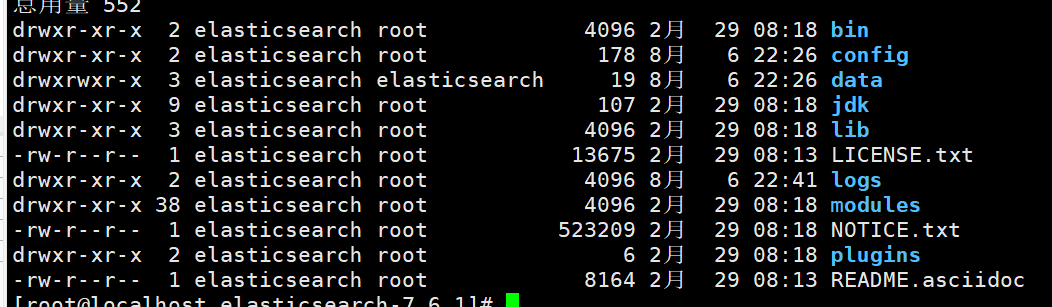 总用量 552
drwxr-xr-x  2 elasticsearch root            4096 2月  29 08:18 bin
drwxr-xr-x  2 elasticsearch root             178 8月   6 22:26 config
drwxrwxr-x  3 elasticsearch elasticsearch     19 8月   6 22:26 data
drwxr-xr-x  9 elasticsearch root             107 2月  29 08:18 jdk
drwxr-xr-x  3 elasticsearch root            4096 2月  29 08:18 lib
-rw-r--r--  1 elasticsearch root           13675 2月  29 08:13 LICENSE.txt
drwxr-xr-x  2 elasticsearch root            4096 8月   6 22:41 logs
drwxr-xr-x 38 elasticsearch root            4096 2月  29 08:18 modules
-rw-r--r--  1 elasticsearch root          523209 2月  29 08:18 NOTICE.txt
drwxr-xr-x  2 elasticsearch root               6 2月  29 08:18 plugins
-rw-r--r--  1 elasticsearch root            8164 2月  29 08:13 README.asciidoc
[root@localhost elasticsearch-7.6.1]#